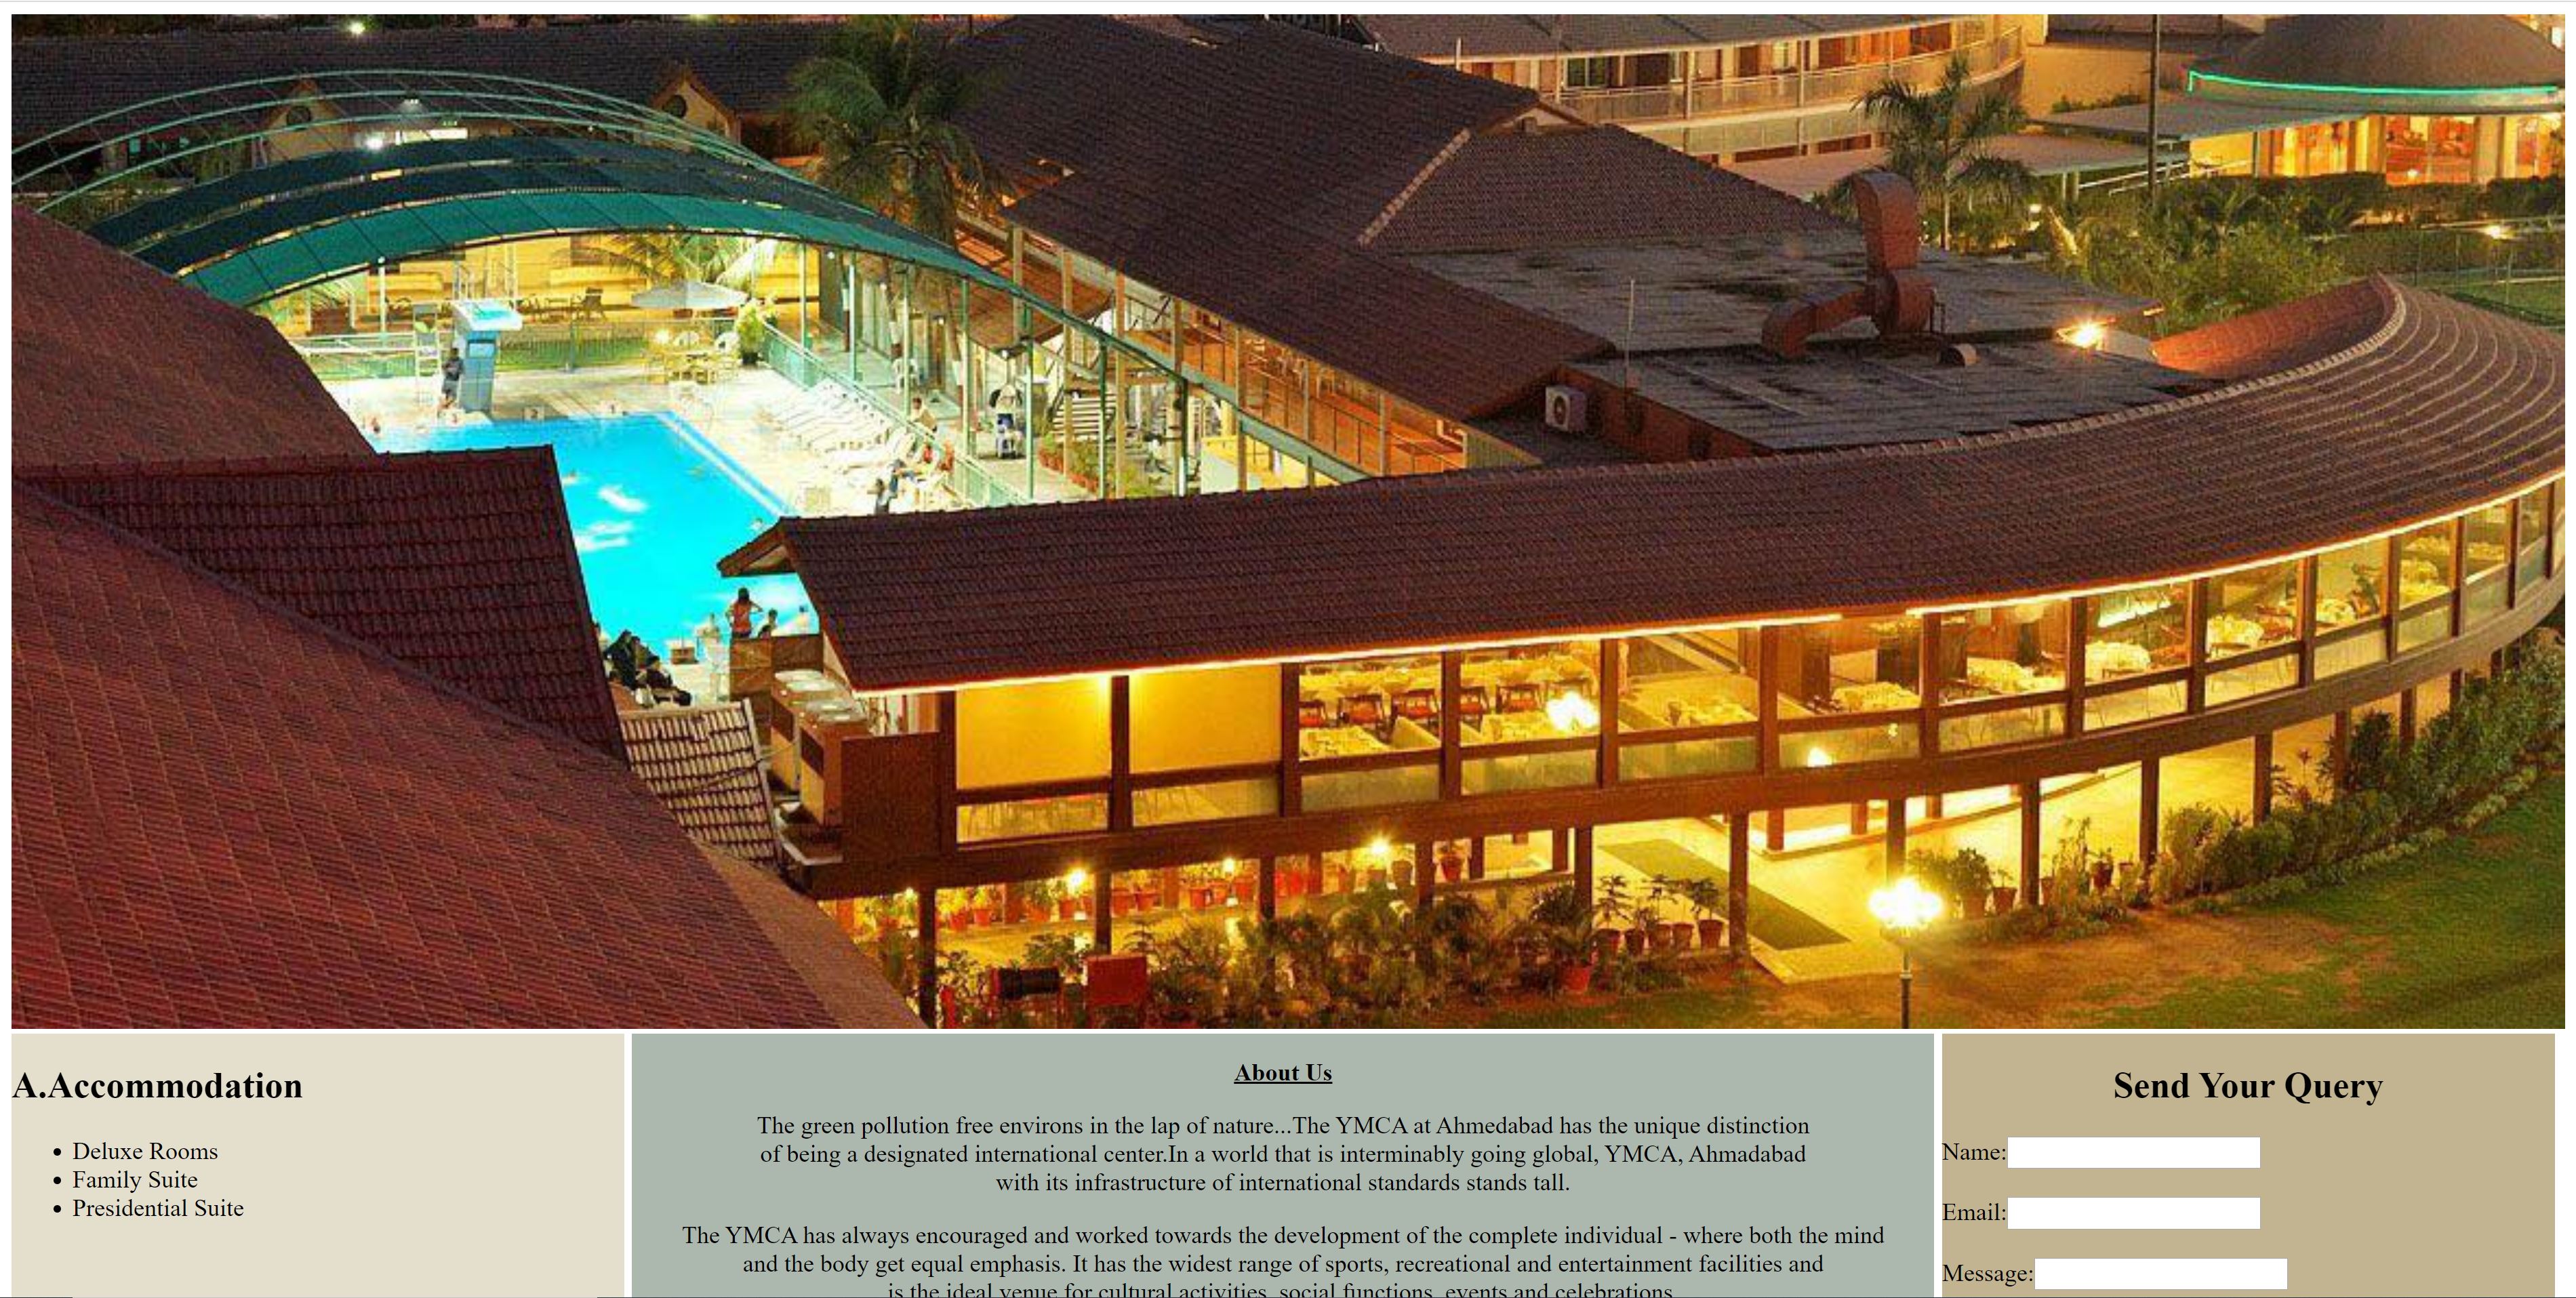 A.Accommodation
Deluxe Rooms
Family Suite
Presidential Suite
About Us
The green pollution free environs in the lap of nature...The YMCA at Ahmedabad has the unique distinction
of being a designated international center.In a world that is interminably going global, YMCA, Ahmadabad
with its infrastructure of international standards stands tall.
The YMCA has always encouraged and worked towards the development of the complete individual - where both the mind
and the body get equal emphasis. It has the widest range of sports, recreational and entertainment facilities and
is the ideal venue for cultural activities, social functions, events and celebrations.
Send Your Query
Name:
Email:
Message: